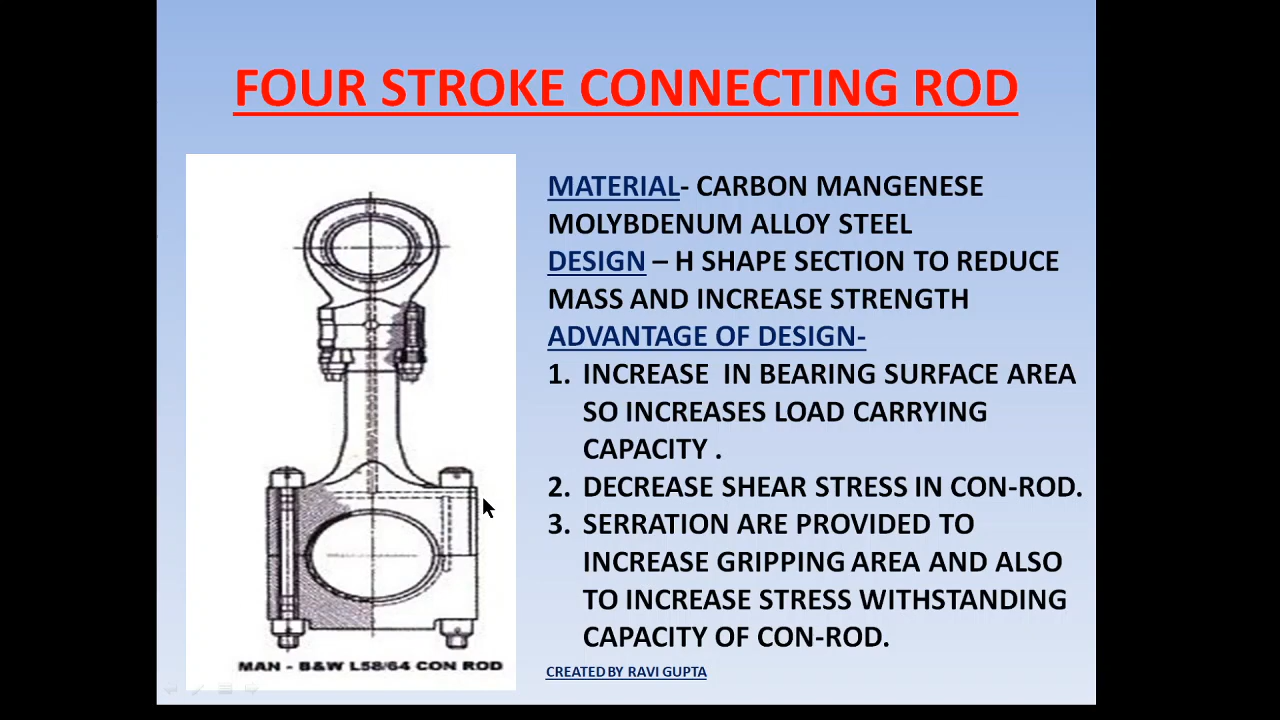 FOUR STROKE CONNECTING ROD
MATERIAL- CARBON MANGENESE
MOLYBDENUM ALLOY STEEL
DESIGN – H SHAPE SECTION TO REDUCE
MASS AND INCREASE STRENGTH
ADVANTAGE OF DESIGN-
1. INCREASE IN BEARING SURFACE AREA
SO INCREASES LOAD CARRYING
CAPACITY .
2. DECREASE SHEAR STRESS IN CON-ROD.
3. SERRATION ARE PROVIDED TO
INCREASE GRIPPING AREA AND ALSO
TO INCREASE STRESS WITHSTANDING
CAPACITY OF CON-ROD.
MAN - B&W L58/64 CON ROD
CREATED BY RAVI GUPTA